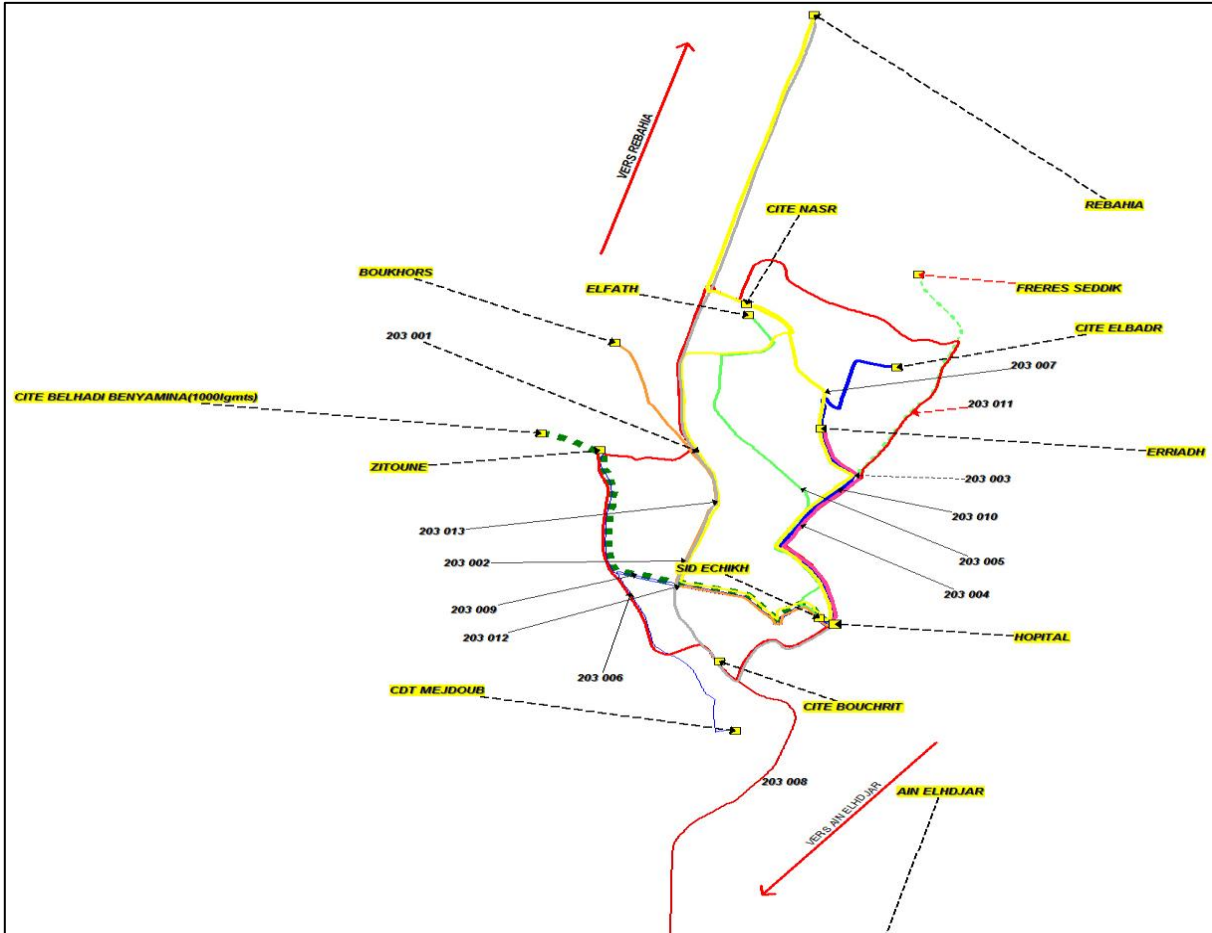 VERS REBAHIA
REBAHIA
CITE NASR
BOUKHORS
ELFATH
FRERES SEDDIK
203 001
CITE ELBADR
203 007
CITE BELHADI BENYAMINA(1000lgmts)
203 011
ZITOUNE
ERRIADH
203 003
203 013
203 010
203 002
SID ECHIKH
203 005
203 009
203 004
203 012
HOPITAL
203 006
CDT MEJDOUB
CITE BOUCHRIT
203 008
AIN ELHDJAR
VERS AIN ELHDJAR